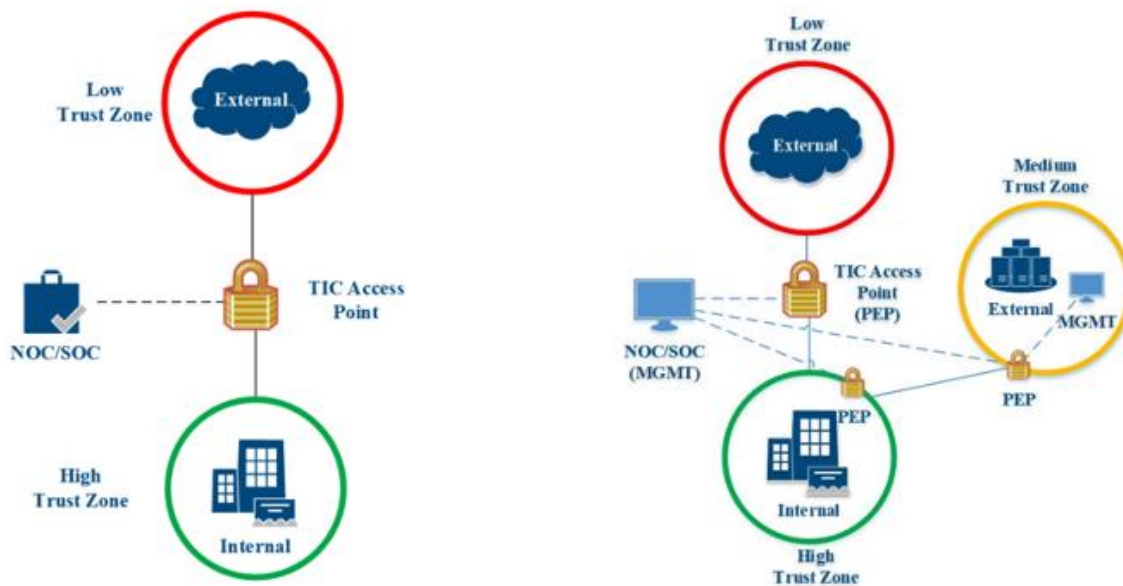 Low
Trust Zone
External
TIC Access
Point
NOC/SOC
High
Trust Zone
Internal
Low
Trust Zone
External
Medium
Trust Zone
External
MGMT
TIC Access
Point
(PEP)
NOC/SOC
(MGMT)
PEP
PEP
Internal
High
Trust Zone